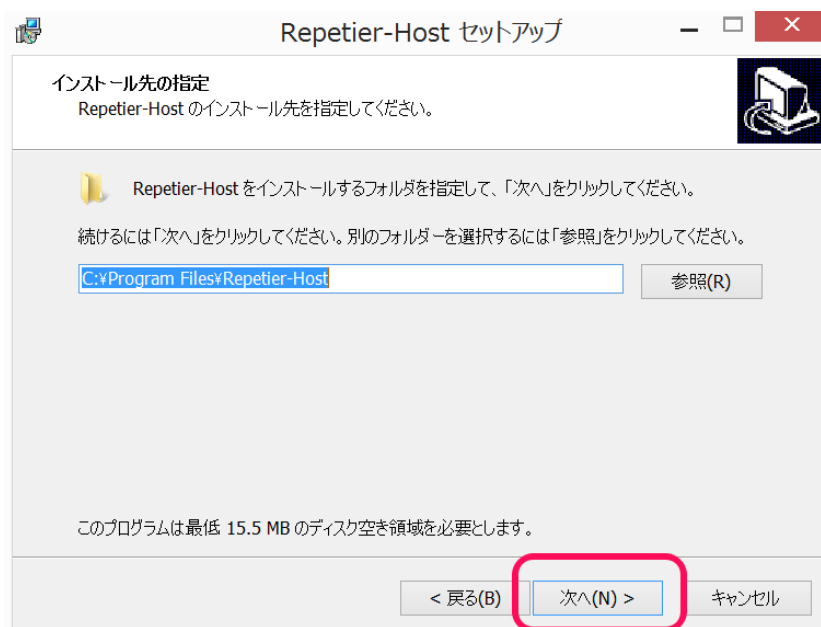 Repetier-Host セットアップ
インストール先の指定
Repetier-Host のインストール先を指定してください。
Repetier-Host をインストールするフォルダを指定して、「次へ」をクリックしてください。
続けるには「次へ」をクリックしてください。別のフォルダーを選択するには「参照」をクリックしてください。
C:¥Program Files¥Repetier-Host
参照(R)
このプログラムは最低 15.5 MB のディスク空き領域を必要とします。
< 戻る(B)
次へ(N) >
キャンセル